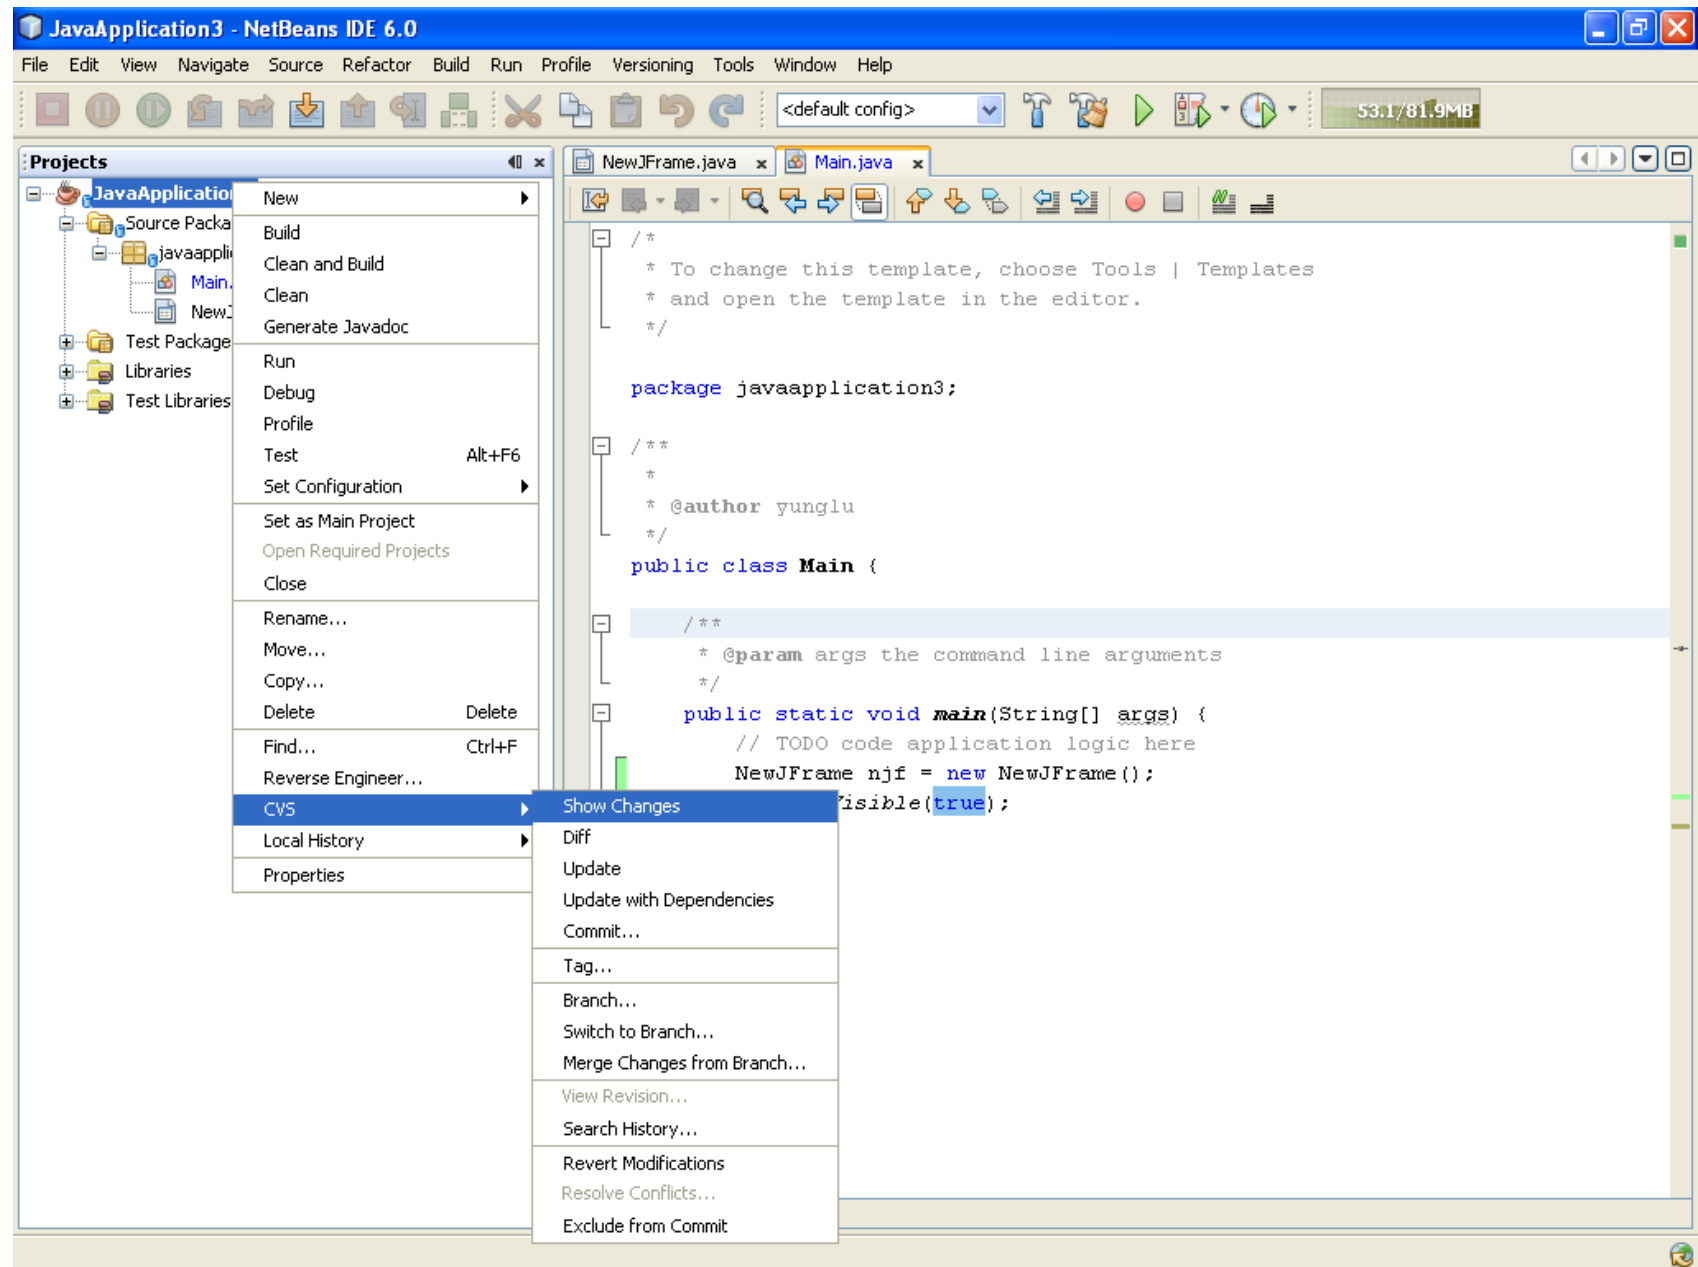 JavaApplication3 - NetBeans IDE 6.0
File Edit View Navigate Source Refactor Build Run Profile Versioning Tools Window Help
<default config>
53.1/81.9MB
Projects
NewJFrame.java x Main.java x
JavaApplication
Source Packa
javaappli
Main.
NewJ
Test Package
Libraries
Test Libraries
New
Build
Clean and Build
Clean
Generate Javadoc
Run
Debug
Profile
Test Alt+F6
Set Configuration
Set as Main Project
Open Required Projects
Close
Rename...
Move...
Copy...
Delete Delete
Find... Ctrl+F
Reverse Engineer...
CVS
Local History
Properties
Show Changes
Diff
Update
Update with Dependencies
Commit...
Tag...
Branch...
Switch to Branch...
Merge Changes from Branch...
View Revision...
Search History...
Revert Modifications
Resolve Conflicts...
Exclude from Commit
/*
* To change this template, choose Tools | Templates
* and open the template in the editor.
*/
package javaapplication3;
/**
*
* @author yunglu
*/
public class Main {
/**
* @param args the command line arguments
*/
public static void main(String[] args) {
// TODO code application logic here
NewJFrame njf = new NewJFrame();
Visible(true);